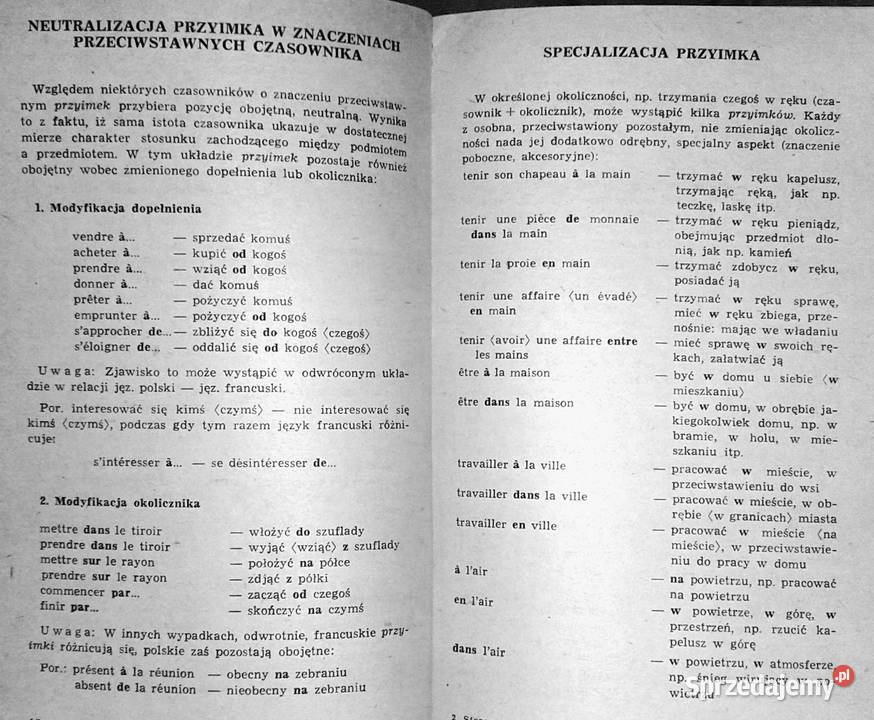 NEUTRALIZACJA PRZYIMKA W ZNACZENIACH
PRZECIWSTAWNYCH CZASOWNIKA
Względem niektórych czasowników o znaczeniu przeciwstaw-
nym przyimek przybiera pozycję obojętną, neutralną. Wynika
to z faktu, iż sama istota czasownika ukazuje w dostatecznej
mierze charakter stosunku zachodzącego między podmiotem
a przedmiotem. W tym układzie przyimek pozostaje również
obojętny wobec zmienionego dopełnienia lub okolicznika:
1. Modyfikacja dopełnienia
vendre à... — sprzedać komuś
acheter à... — kupić od kogoś
prendre à... — wziąć od kogoś
donner à... — dać komuś
prêter à... — pożyczyć komuś
emprunter à... — pożyczyć od kogoś
s'approcher de... — zbliżyć się do kogoś ⟨czegoś⟩
s'éloigner de... — oddalić się od kogoś ⟨czegoś⟩
Uwaga: Zjawisko to może wystąpić w odwróconym ukła-
dzie w relacji jęz. polski — jęz. francuski.
Por. interesować się kimś ⟨czymś⟩ — nie interesować się
kimś ⟨czymś⟩, podczas gdy tym razem język francuski różni-
cuje:
s'intéresser à... — se désintéresser de...
2. Modyfikacja okolicznika
mettre dans le tiroir — włożyć do szuflady
prendre dans le tiroir — wyjąć ⟨wziąć⟩ z szuflady
mettre sur le rayon — położyć na półce
prendre sur le rayon — zdjąć z półki
commencer par... — zacząć od czegoś
finir par... — skończyć na czymś
Uwaga: W innych wypadkach, odwrotnie, francuskie przy-
imki różnicują się, polskie zaś pozostają obojętne:
Por.: présent à la réunion — obecny na zebraniu
absent de la réunion — nieobecny na zebraniu
SPECJALIZACJA PRZYIMKA
W określonej okoliczności, np. trzymania czegoś w ręku (cza-
sownik + okolicznik), może wystąpić kilka przyimków. Każdy
z osobna, przeciwstawiony pozostałym, nie zmieniając okolicz-
ności nada jej dodatkowo odrębny, specjalny aspekt (znaczenie
poboczne, akcesoryjne):
tenir son chapeau à la main — trzymać w ręku kapelusz,
trzymając ręką, jak np.
teczkę, laskę itp.
tenir une pièce de monnaie — trzymać w ręku pieniądz,
dans la main obejmując przedmiot dło-
nią, jak np. kamień
tenir la proie en main — trzymać zdobycz w ręku,
posiadać ją
tenir une affaire ⟨un évadé⟩ — trzymać w ręku sprawę,
en main mieć w ręku zbiega, prze-
nośnie: mając we władaniu
tenir ⟨avoir⟩ une affaire entre — mieć sprawę w swoich rę-
les mains kach, załatwiać ją
être à la maison — być w domu u siebie ⟨w
mieszkaniu⟩
être dans la maison — być w domu, w obrębie ja-
kiegokolwiek domu, np. w
bramie, w holu, w mie-
szkaniu itp.
travailler à la ville — pracować w mieście, w
przeciwstawieniu do wsi
travailler dans la ville — pracować w mieście, w ob-
rębie ⟨w granicach⟩ miasta
travailler en ville — pracować w mieście ⟨na
mieście⟩, w przeciwstawie-
niu do pracy w domu
à l'air — na powietrzu, np. pracować
na powietrzu
en l'air — w powietrze, w górę, w
przestrzeń, np. rzucić ka-
pelusz w górę
dans l'air — w powietrzu, w atmosferze,
np. śnieg
Sprzedajemy.pl